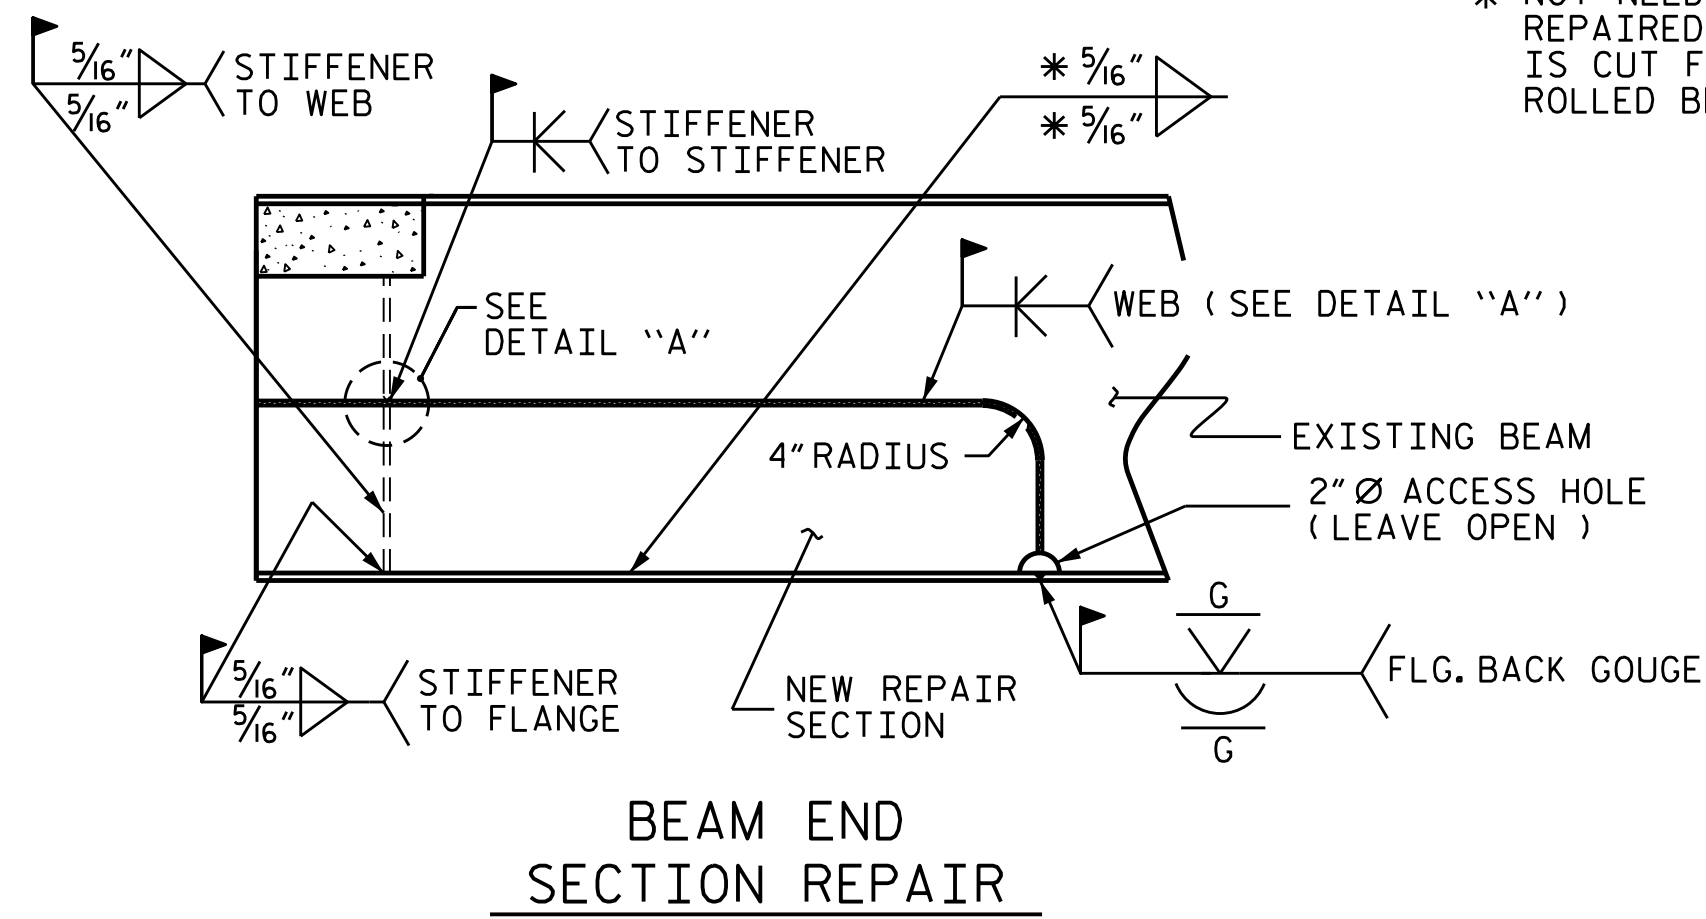 REPAIRED
IS CUT
ROLLED
5/16" STIFFENER
5/16" TO WEB
STIFFENER
TO STIFFENER
* 5/16"
* 5/16"
SEE
DETAIL "A"
WEB (SEE DETAIL "A")
4" RADIUS
EXISTING BEAM
2" Ø ACCESS HOLE
(LEAVE OPEN)
5/16" STIFFENER
5/16" TO FLANGE
NEW REPAIR
SECTION
G
FLG. BACK GOUGE
G
BEAM END
SECTION REPAIR